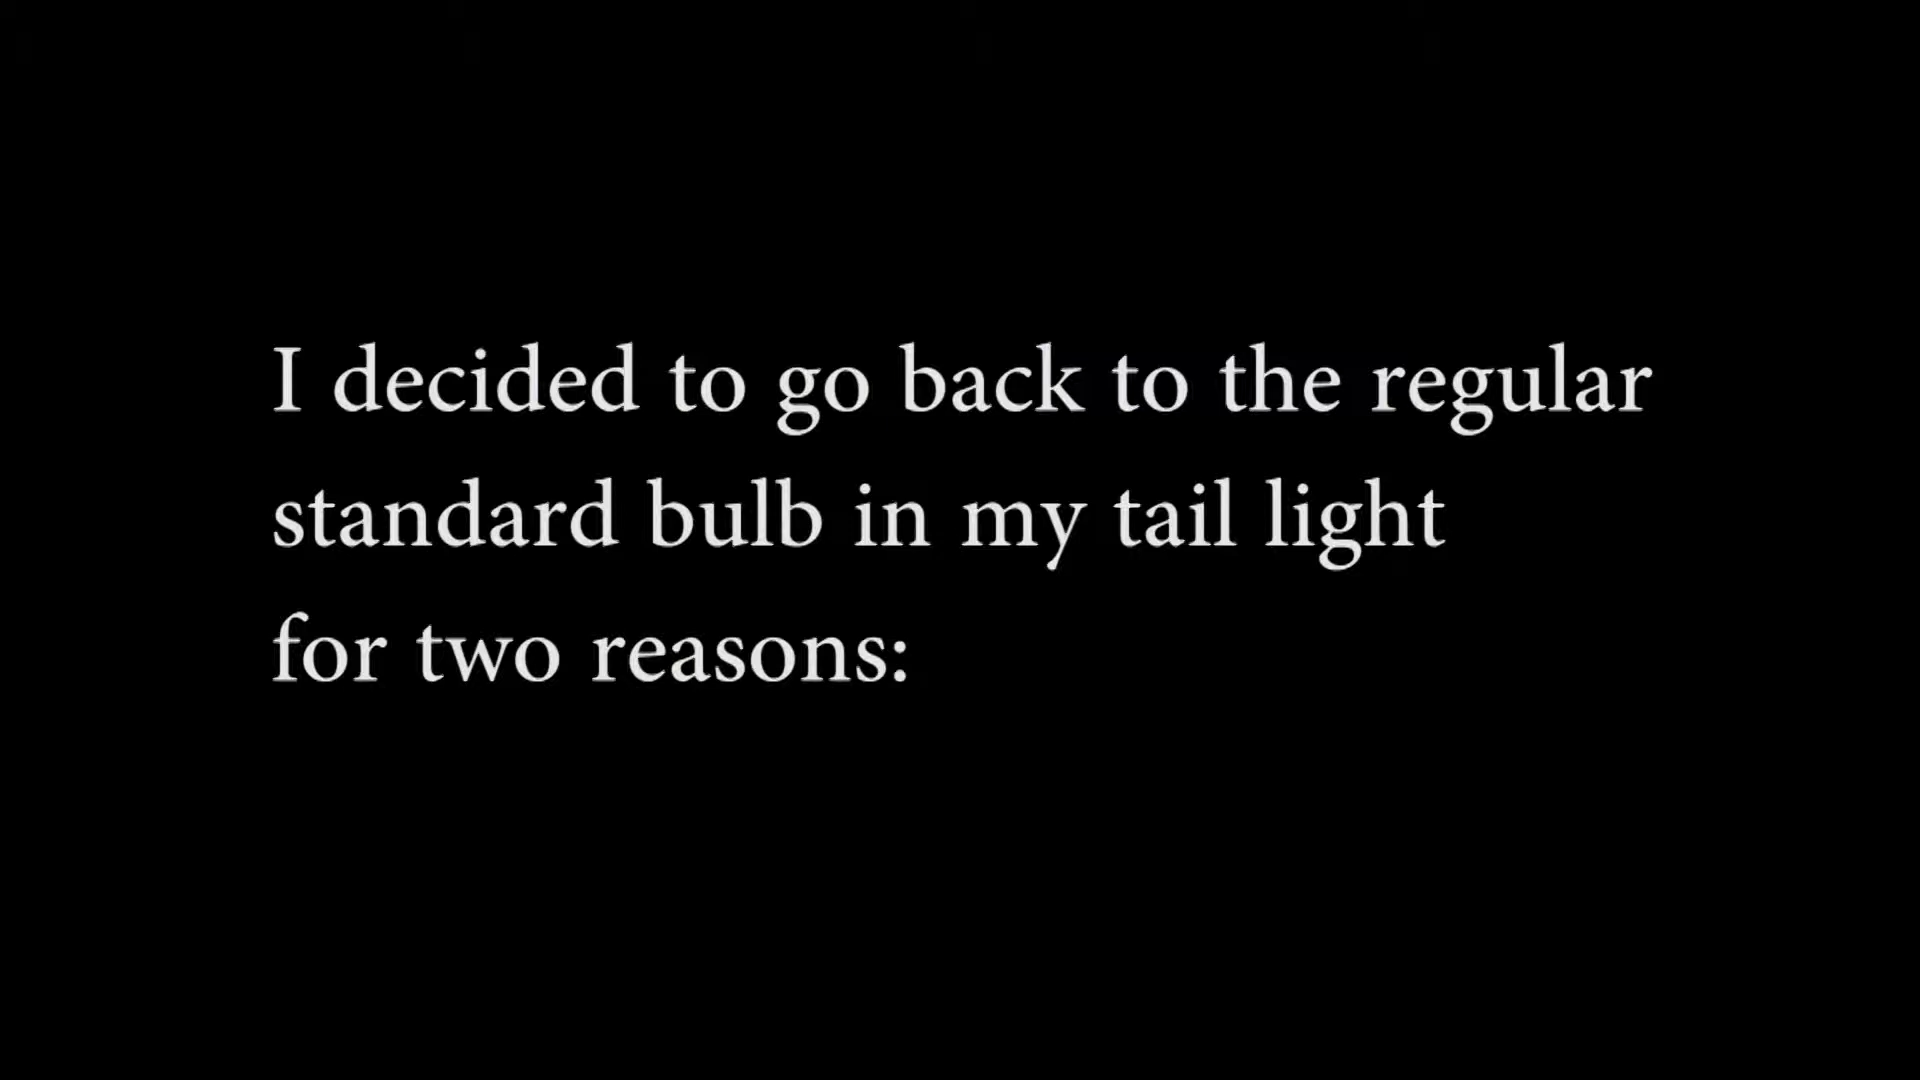 I decided to go back to the regular
standard bulb in my tail light
for two reasons: